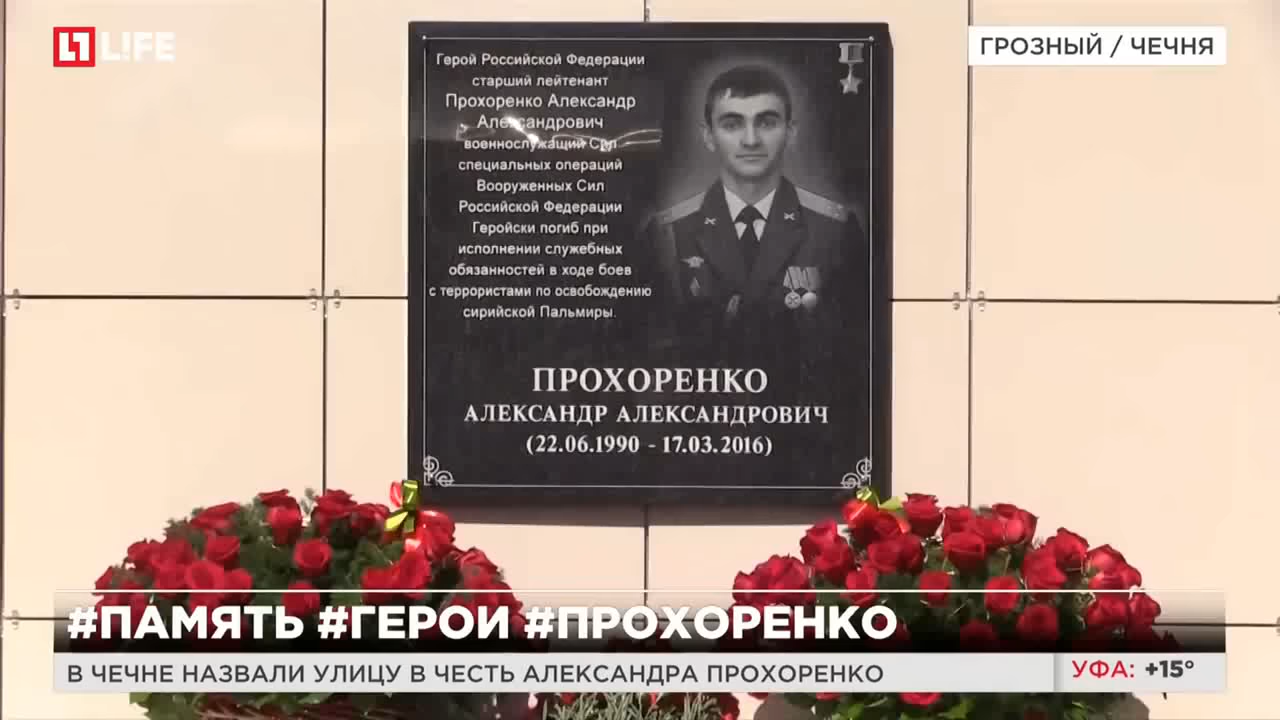 LIFE
ГРОЗНЫЙ / ЧЕЧНЯ
Герой Российской Федерации
старший лейтенант
Прохоренко Александр
Александрович
военнослужащий Сил
специальных операций
Вооруженных Сил
Российской Федерации
Геройски погиб при
исполнении служебных
обязанностей в ходе боев
с террористами по освобождению
сирийской Пальмиры.
ПРОХОРЕНКО
АЛЕКСАНДР АЛЕКСАНДРОВИЧ
(22.06.1990 - 17.03.2016)
#ПАМЯТЬ #ГЕРОИ #ПРОХОРЕНКО
В ЧЕЧНЕ НАЗВАЛИ УЛИЦУ В ЧЕСТЬ АЛЕКСАНДРА ПРОХОРЕНКО
УФА: +15°